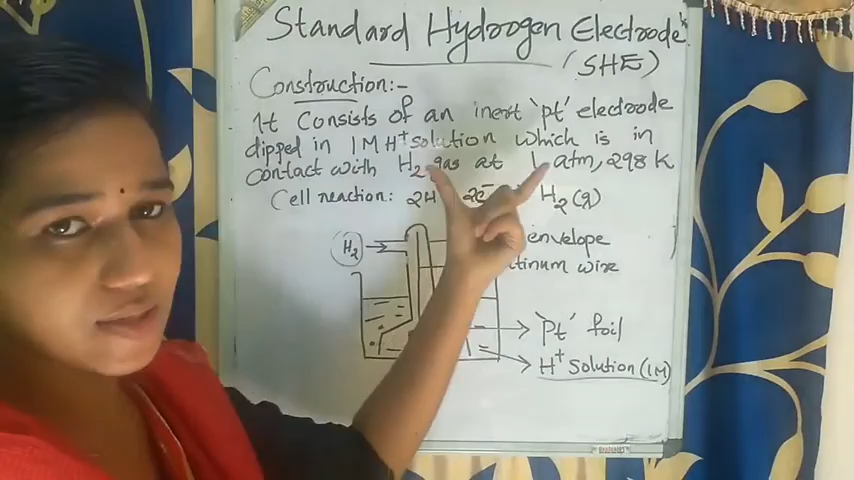 Standard Hydrogen Electrode
(SHE)
Construction:-
It consists of an inert 'pt' electrode
dipped in 1M H+ solution which is in
contact with H2 gas at 1 atm, 298 K
Cell reaction: 2H 2e- H2(g)
H2
envelope
tinum wire
'Pt' foil
H+ Solution (1M)